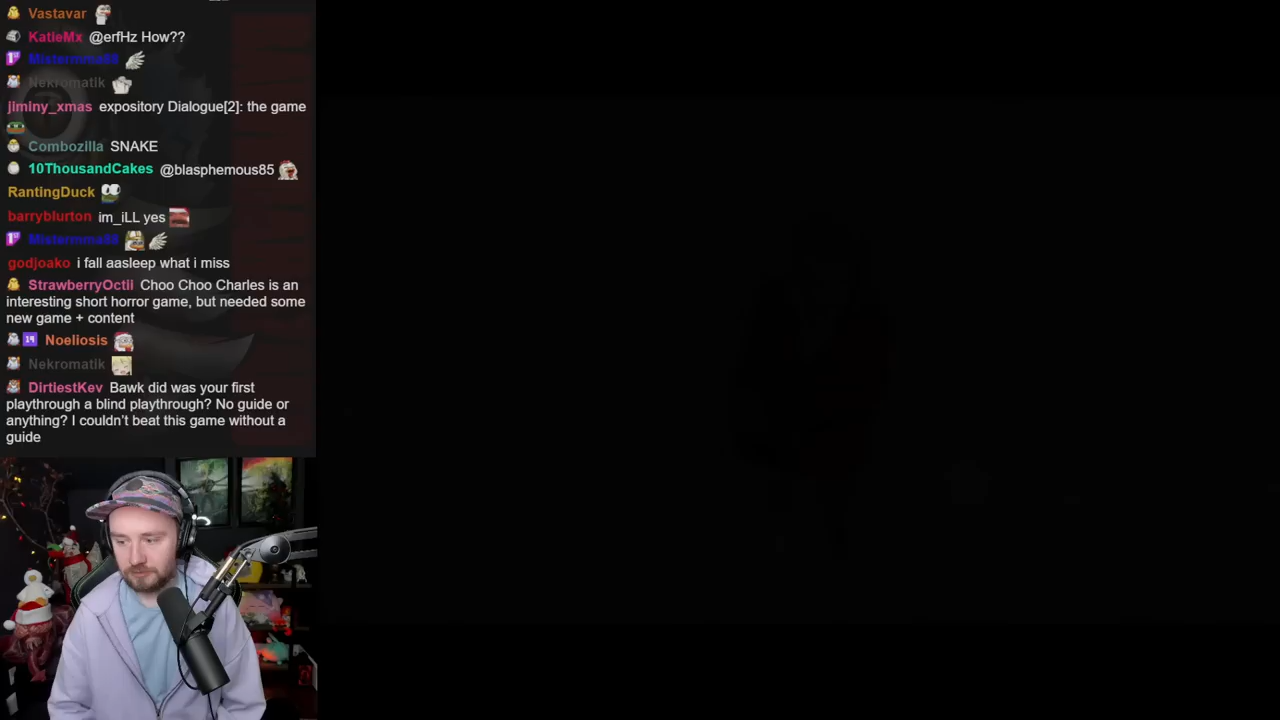 Vastavar
KatieMx @erfHz How??
Mistermma88
Nekromatik
jiminy_xmas expository Dialogue[2]: the game
Combozilla SNAKE
10ThousandCakes @blasphemous85
RantingDuck
barryblurton im_iLL yes
Mistermma88
godjoako i fall aasleep what i miss
StrawberryOctii Choo Choo Charles is an
interesting short horror game, but needed some
new game + content
Noeliosis
Nekromatik
DirtiestKev Bawk did was your first
playthrough a blind playthrough? No guide or
anything? I couldn't beat this game without a
guide